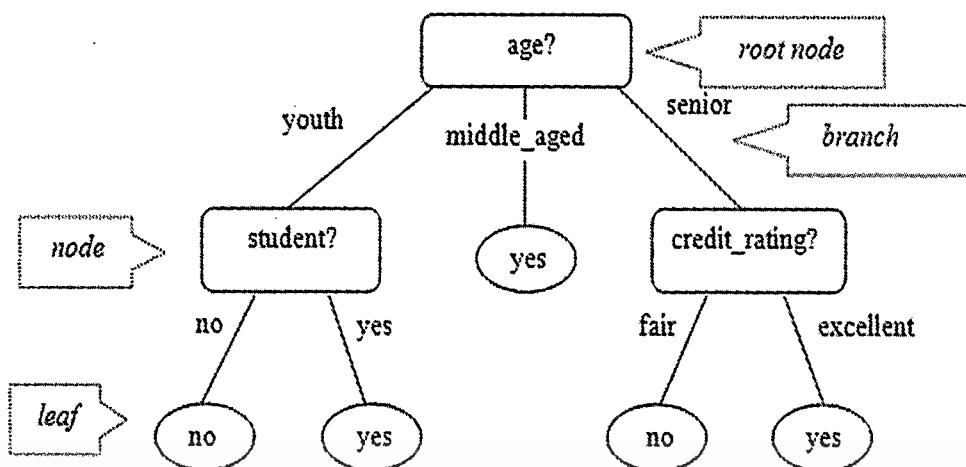 age?
root node
youth
middle_aged
senior
branch
node
student?
yes
credit_rating?
no
yes
fair
excellent
leaf
no
yes
no
yes